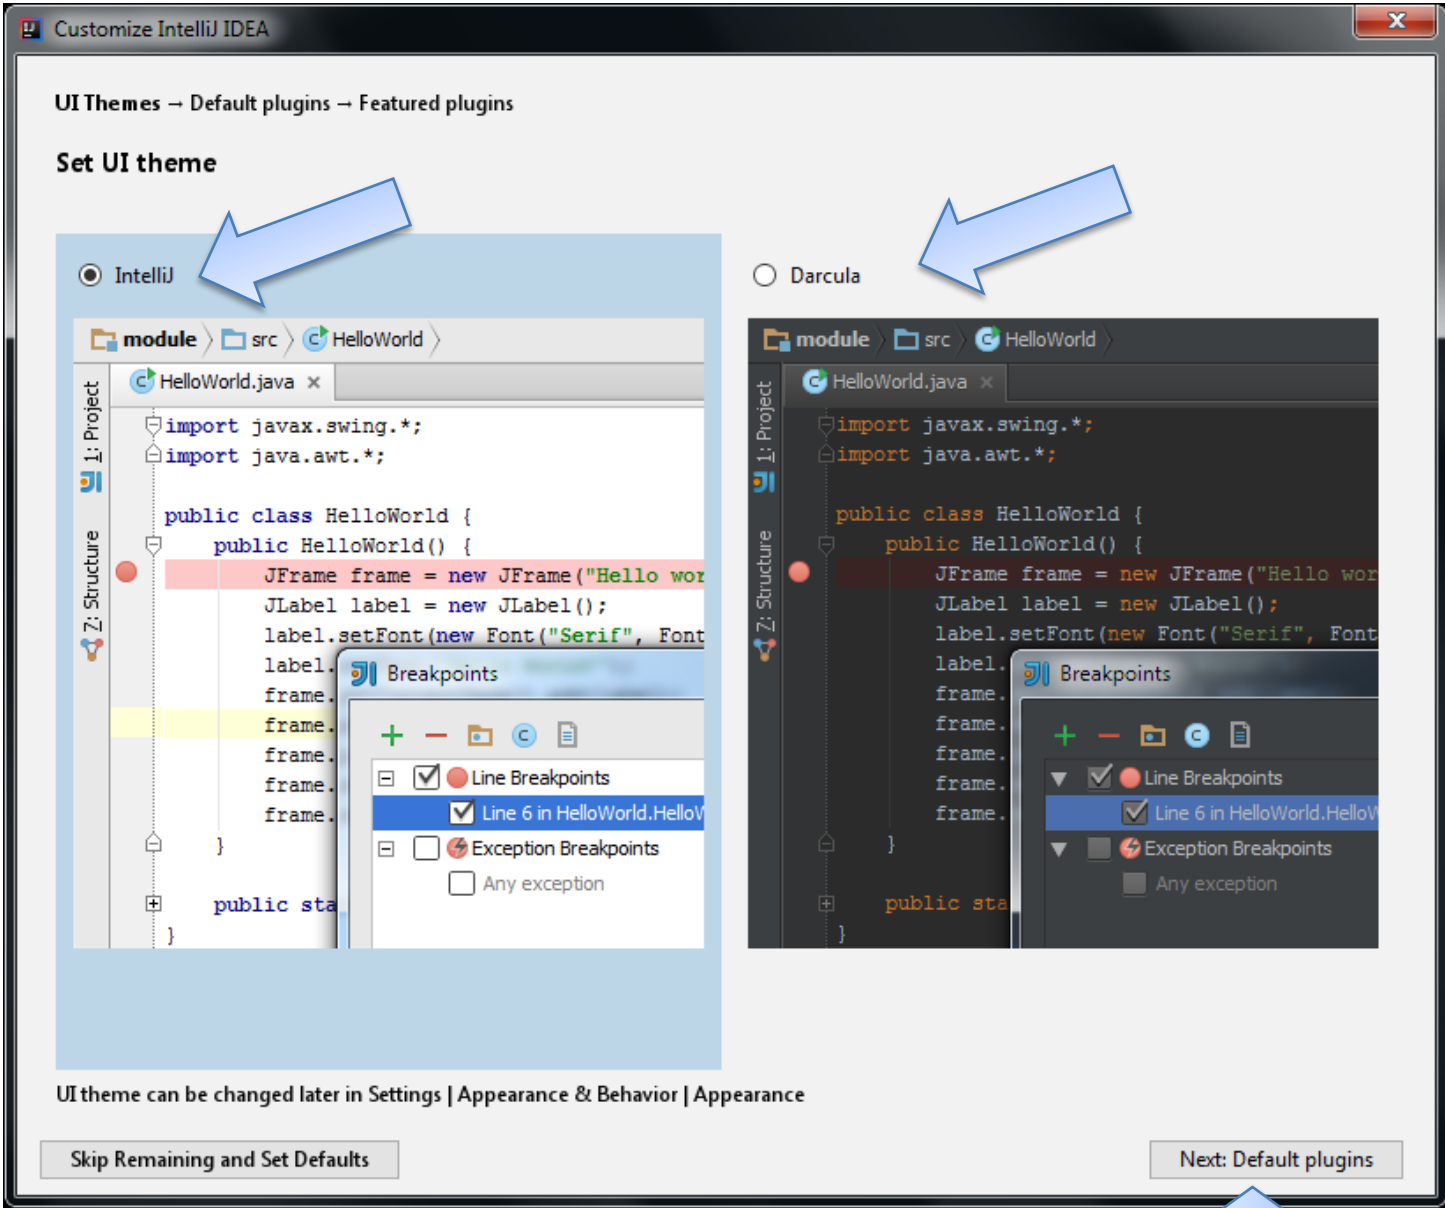 Customize IntelliJ IDEA
UI Themes → Default plugins → Featured plugins
Set UI theme
IntelliJ
module
src
HelloWorld
HelloWorld.java
1: Project
7: Structure
import javax.swing.*;
import java.awt.*;
public class HelloWorld {
public HelloWorld() {
JFrame frame = new JFrame("Hello wor
JLabel label = new JLabel();
label.setFont(new Font("Serif", Font
label.
frame.
frame.
frame.
frame.
frame.
}
public sta
}
Breakpoints
Line Breakpoints
Line 6 in HelloWorld.HelloW
Exception Breakpoints
Any exception
Darcula
module
src
HelloWorld
HelloWorld.java
1: Project
7: Structure
import javax.swing.*;
import java.awt.*;
public class HelloWorld {
public HelloWorld() {
JFrame frame = new JFrame("Hello wor
JLabel label = new JLabel();
label.setFont(new Font("Serif", Font
label.
frame.
frame.
frame.
frame.
frame.
}
public sta
}
Breakpoints
Line Breakpoints
Line 6 in HelloWorld.HelloW
Exception Breakpoints
Any exception
UI theme can be changed later in Settings | Appearance & Behavior | Appearance
Skip Remaining and Set Defaults
Next: Default plugins